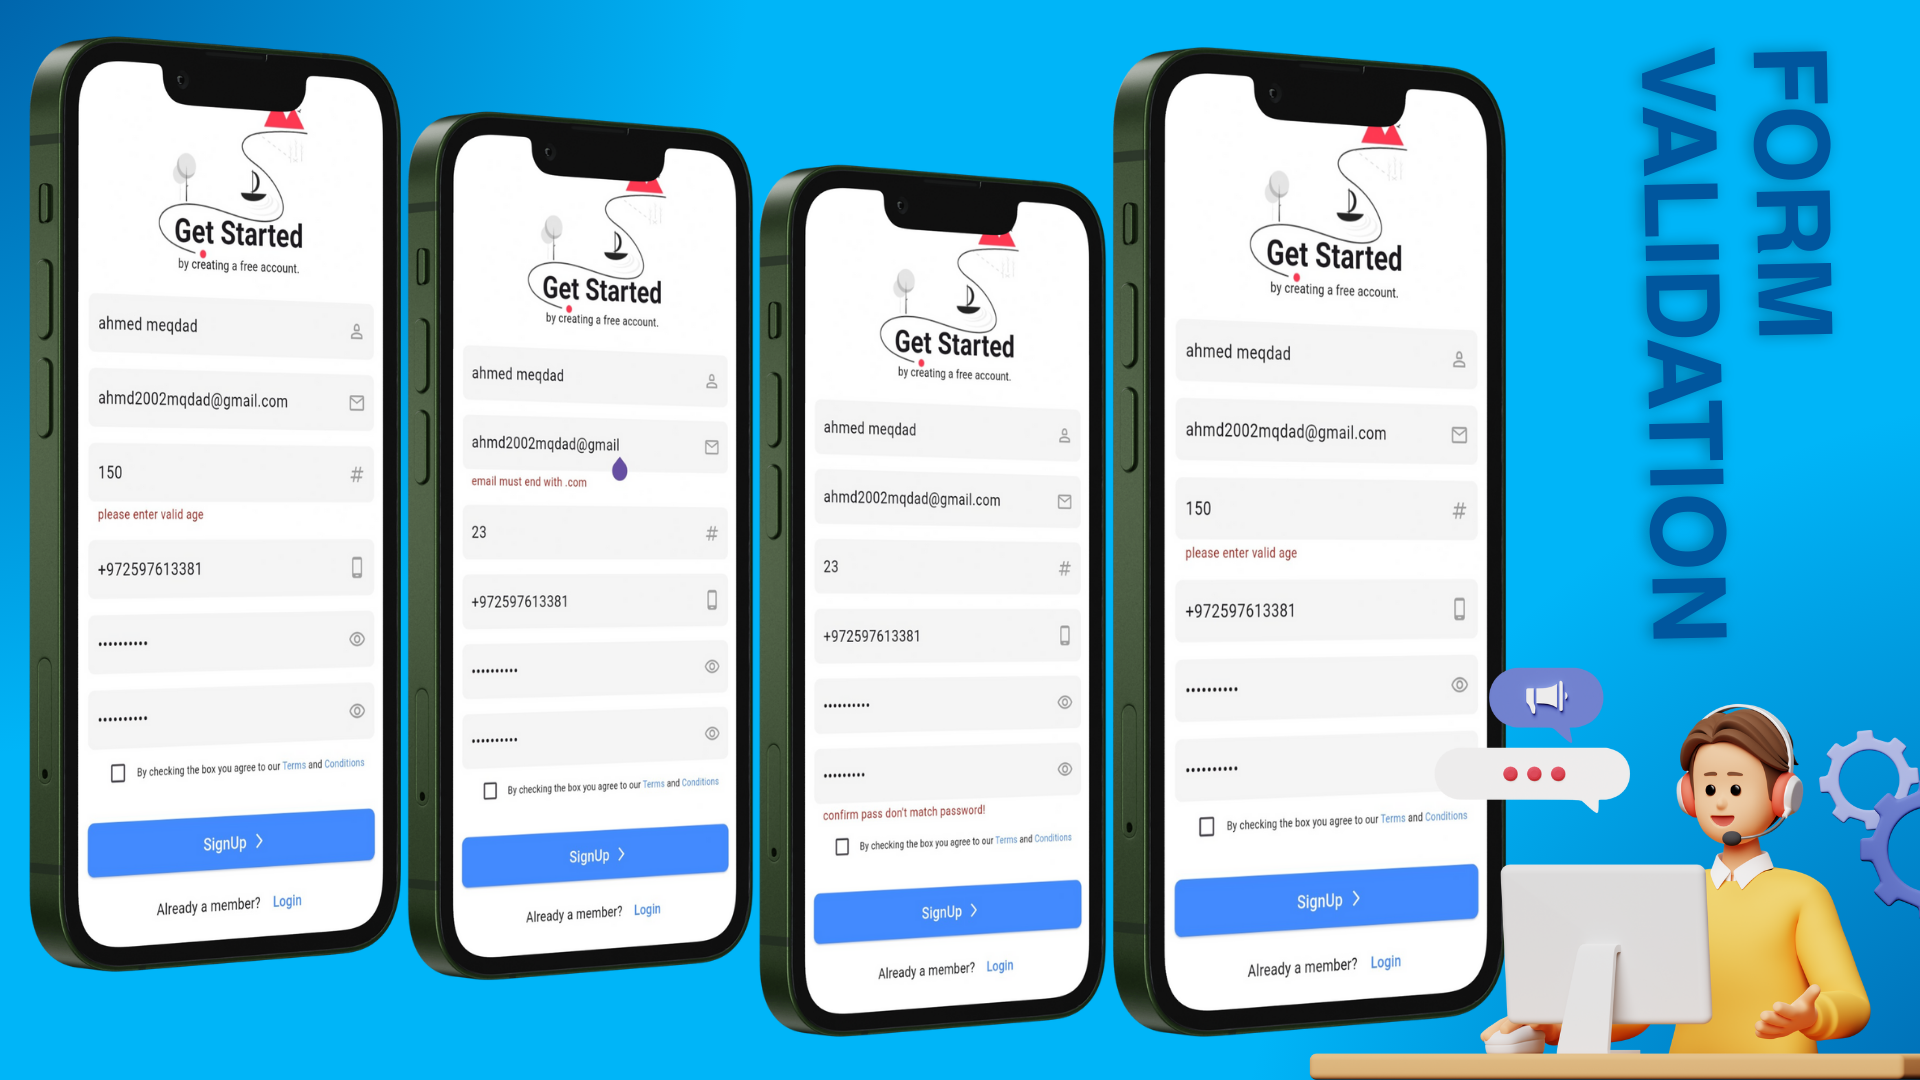 Get Started
by creating a free account.
ahmed meqdad
ahmd2002mqdad@gmail.com
150
#
please enter valid age
+972597613381
••••••••••
••••••••••
By checking the box you agree to our Terms and Conditions
SignUp >
Already a member? Login
Get Started
by creating a free account.
ahmed meqdad
ahmd2002mqdad@gmail
email must end with .com
23
#
+972597613381
••••••••••
••••••••••
By checking the box you agree to our Terms and Conditions
SignUp >
Already a member? Login
Get Started
by creating a free account.
ahmed meqdad
ahmd2002mqdad@gmail.com
23
#
+972597613381
••••••••••
•••••••••
confirm pass don't match password!
By checking the box you agree to our Terms and Conditions
SignUp >
Already a member? Login
Get Started
by creating a free account.
ahmed meqdad
ahmd2002mqdad@gmail.com
150
#
please enter valid age
+972597613381
••••••••••
••••••••••
By checking the box you agree to our Terms and Conditions
SignUp >
Already a member? Login
FORM
VALIDATION